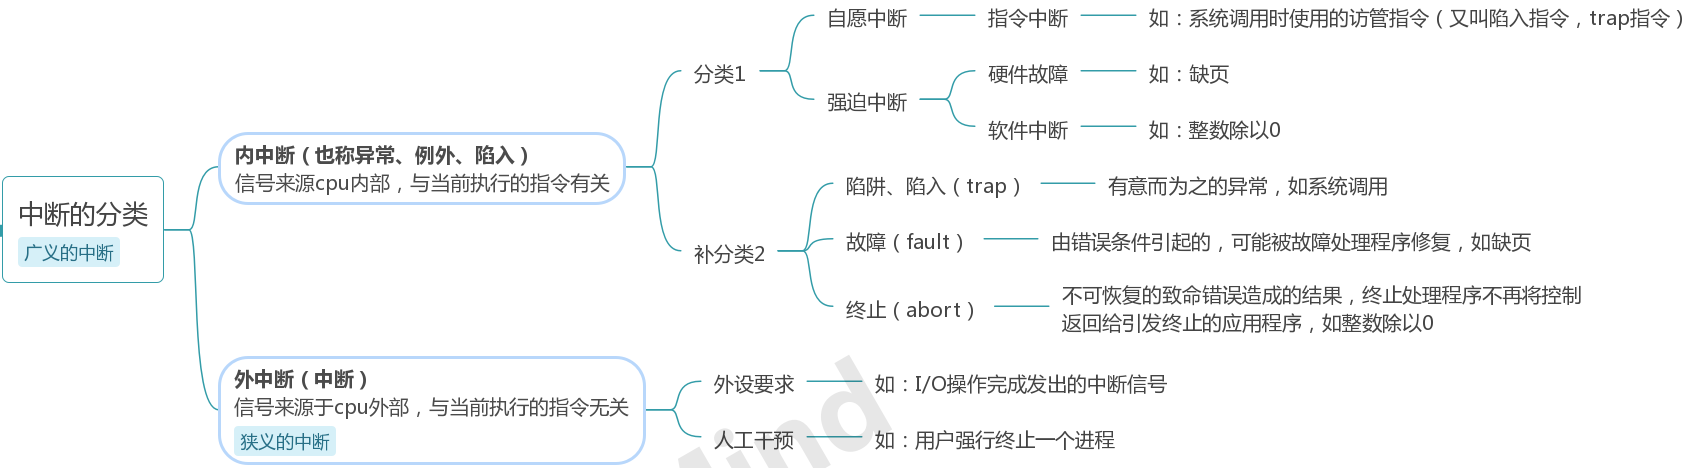 中断的分类
广义的中断
内中断（也称异常、例外、陷入）
信号来源cpu内部，与当前执行的指令有关
分类1
自愿中断
指令中断
如：系统调用时使用的访管指令（又叫陷入指令，trap指令）
强迫中断
硬件故障
如：缺页
软件中断
如：整数除以0
补分类2
陷阱、陷入（trap）
有意而为之的异常，如系统调用
故障（fault）
由错误条件引起的，可能被故障处理程序修复，如缺页
终止（abort）
不可恢复的致命错误造成的结果，终止处理程序不再将控制
返回给引发终止的应用程序，如整数除以0
外中断（中断）
信号来源于cpu外部，与当前执行的指令无关
狭义的中断
外设要求
如：I/O操作完成发出的中断信号
人工干预
如：用户强行终止一个进程
Mind